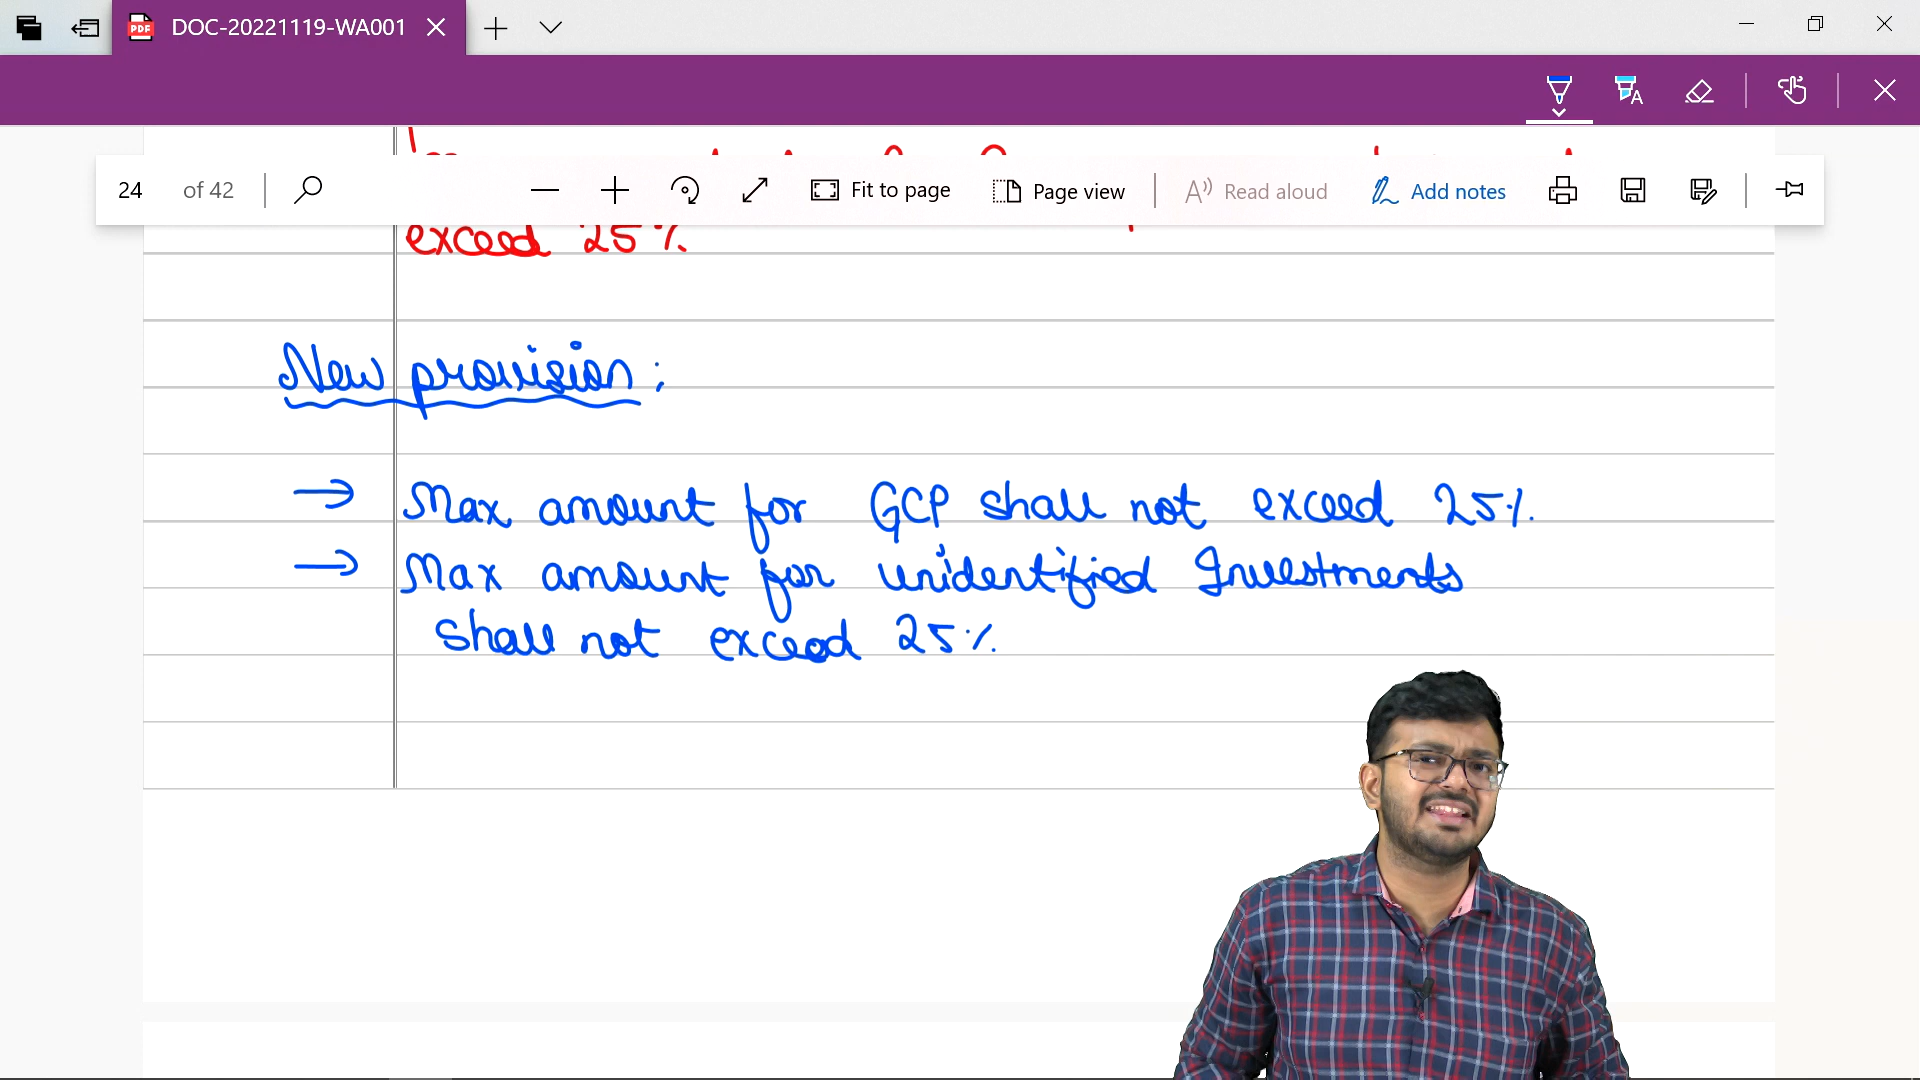 DOC-20221119-WA001
24 of 42
Fit to page
Page view
Read aloud
Add notes
exceed 25%
New provision:
→ Max amount for GCP shall not exceed 25%
→ Max amount for unidentified Investments
shall not exceed 25%